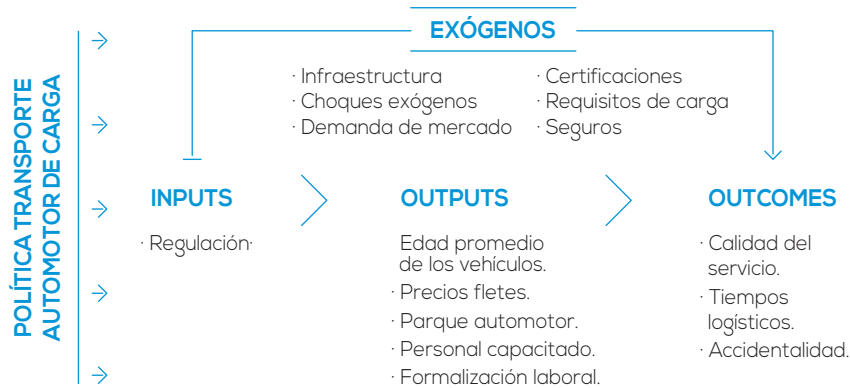 POLÍTICA TRANSPORTE
AUTOMOTOR DE CARGA
EXÓGENOS
· Infraestructura
· Choques exógenos
· Demanda de mercado
· Certificaciones
· Requisitos de carga
· Seguros
INPUTS
· Regulación·
OUTPUTS
Edad promedio
de los vehículos.
· Precios fletes.
· Parque automotor.
· Personal capacitado.
· Formalización laboral.
OUTCOMES
· Calidad del
servicio.
· Tiempos
logísticos.
· Accidentalidad.